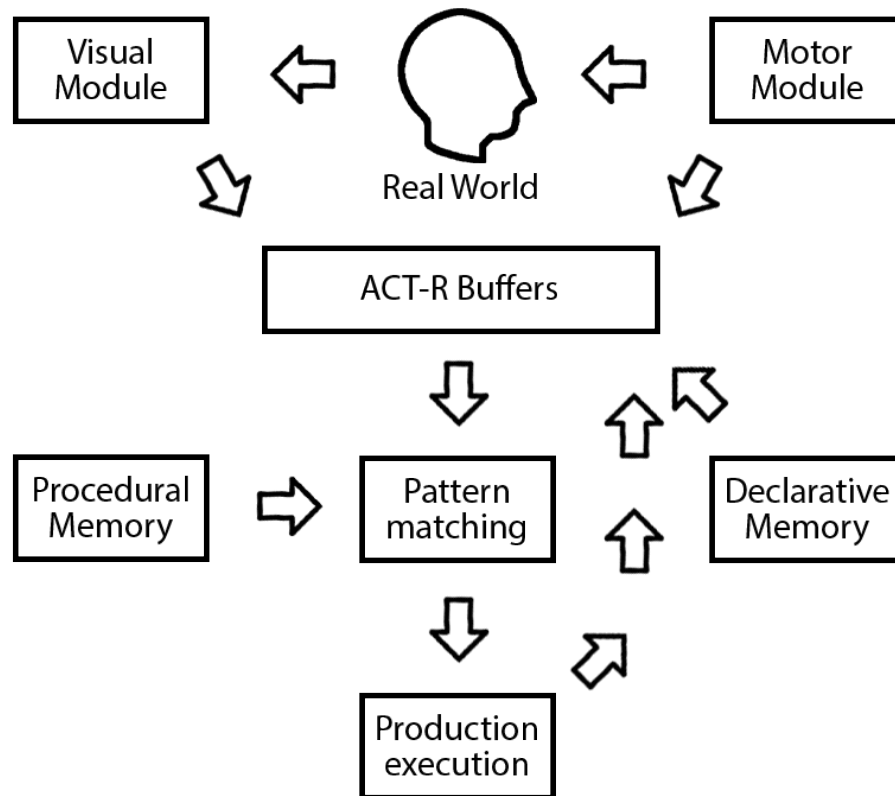 Visual
Module
Motor
Module
Real World
ACT-R Buffers
Procedural
Memory
Pattern
matching
Declarative
Memory
Production
execution